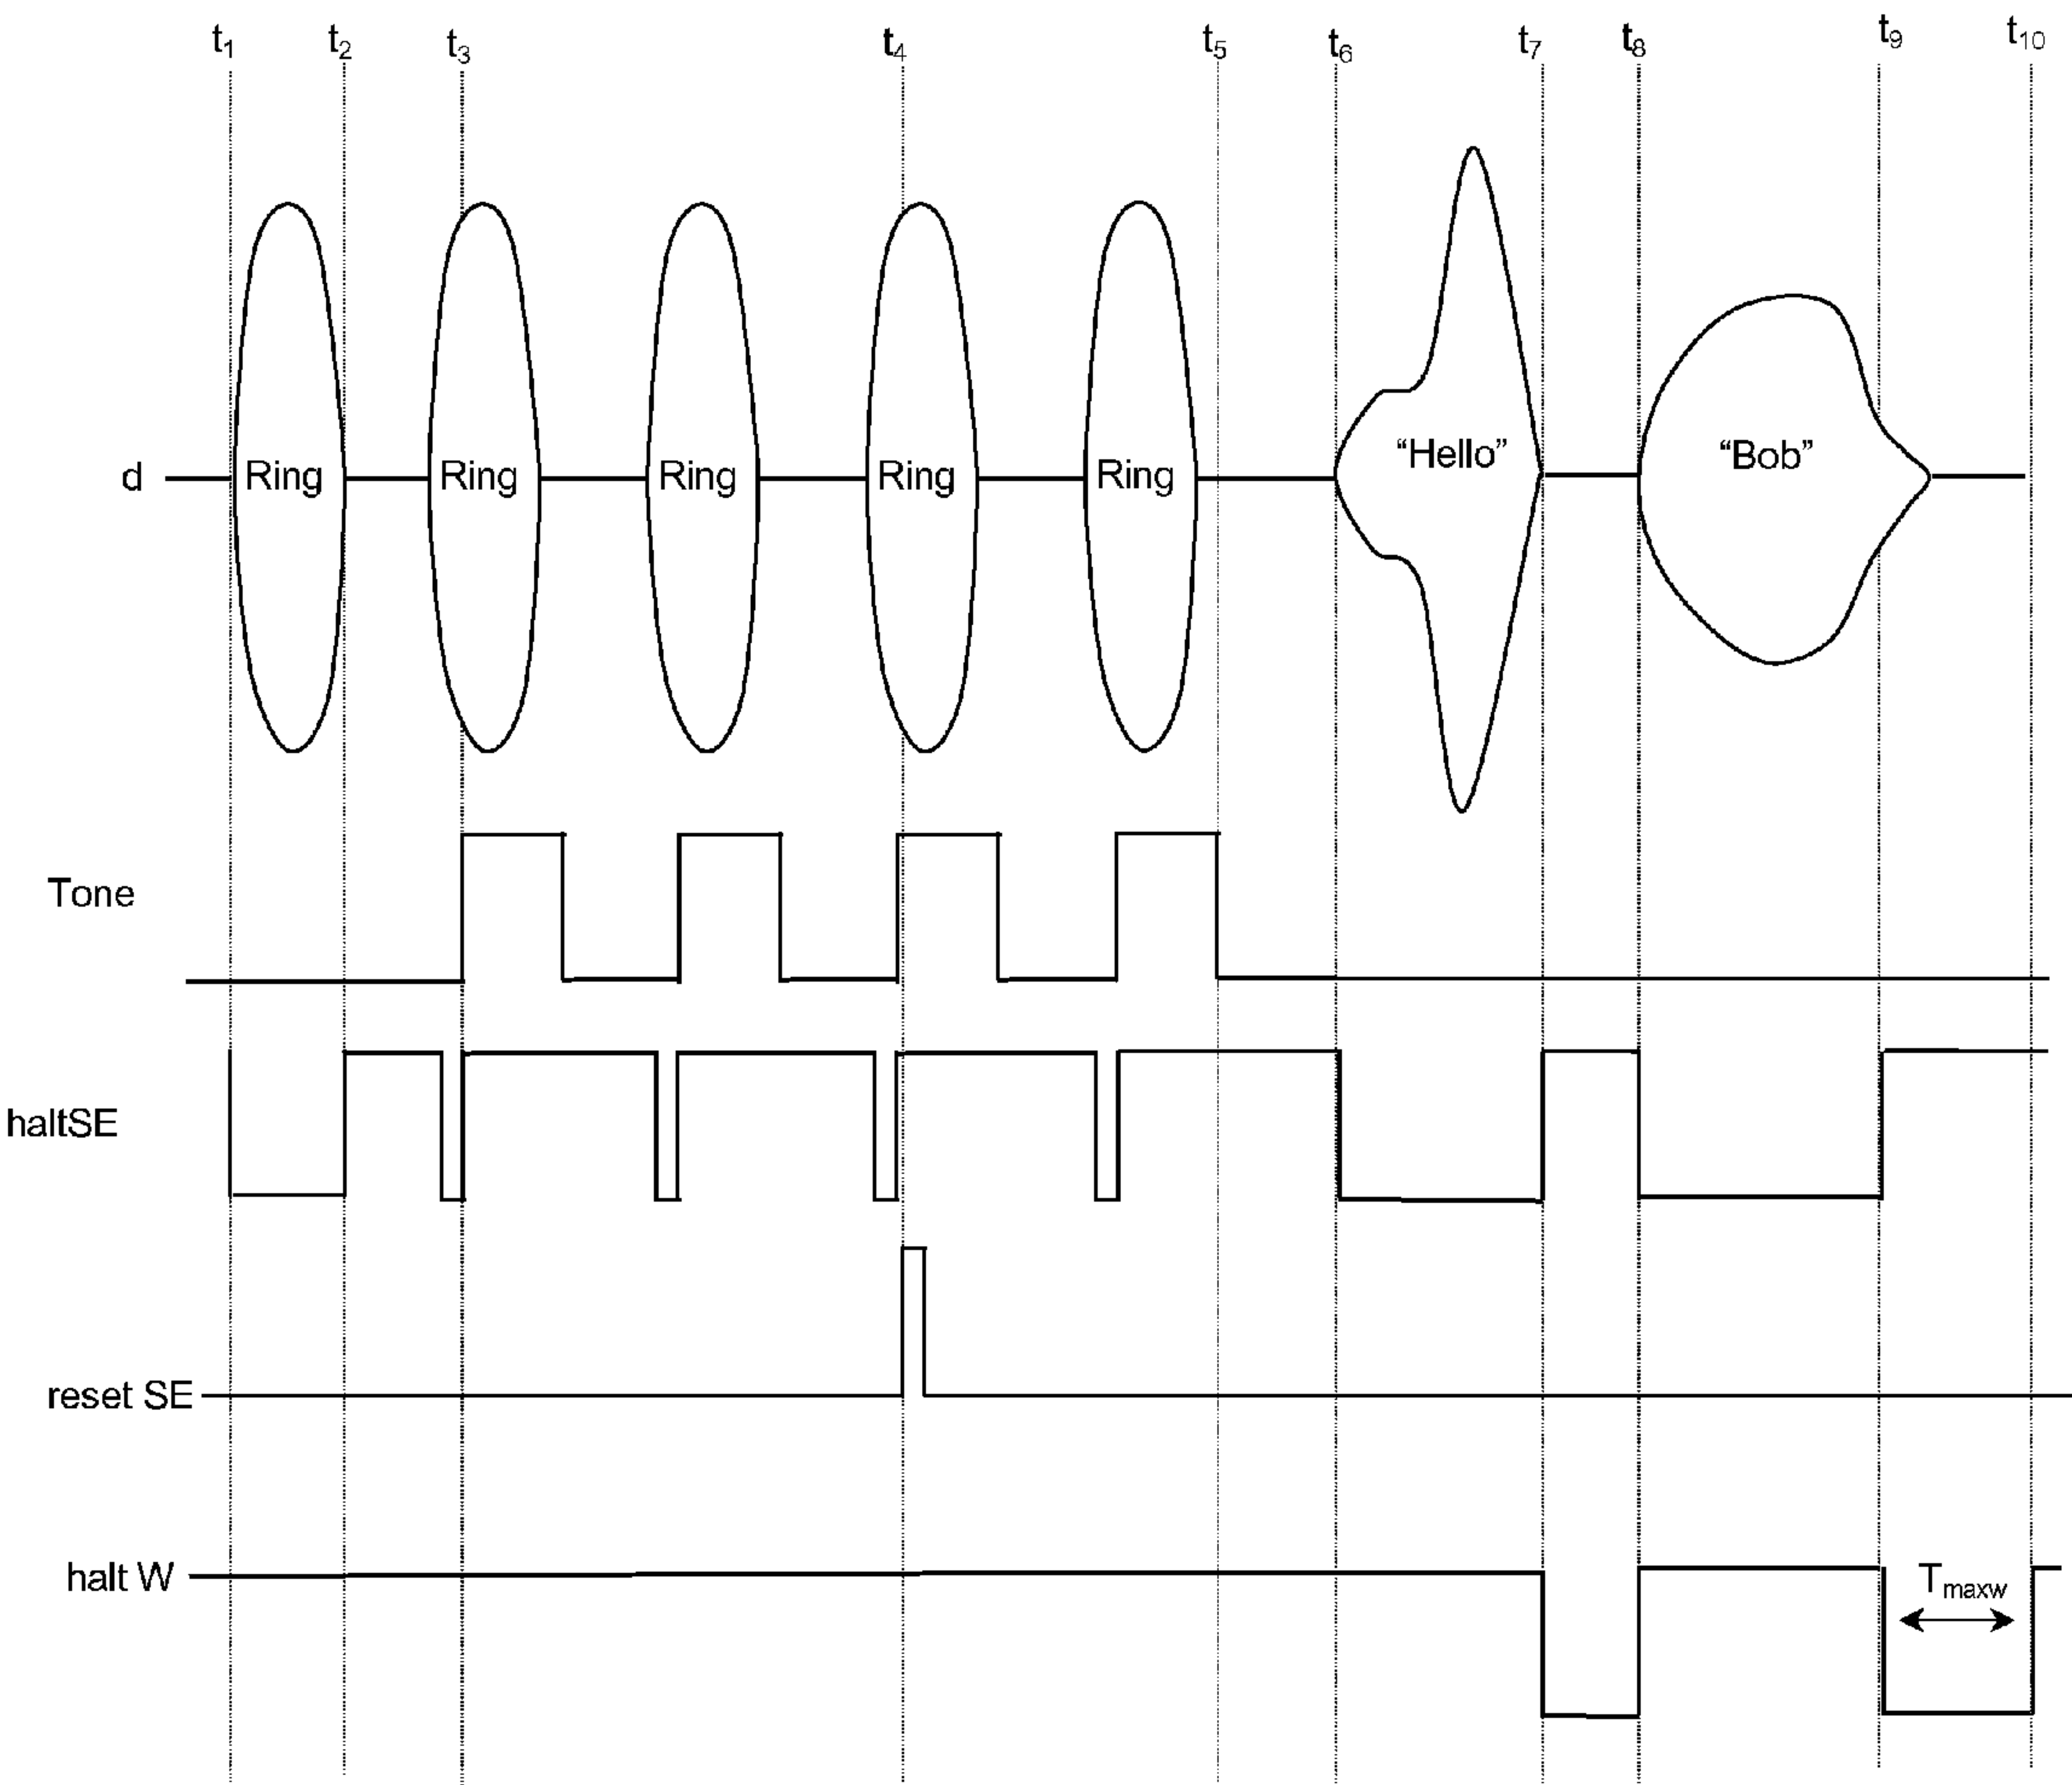 t1 t2 t3 t4 t5 t6 t7 t8 t9 t10
d Ring Ring Ring Ring Ring “Hello” “Bob”
Tone
haltSE
reset SE
halt W Tmaxw